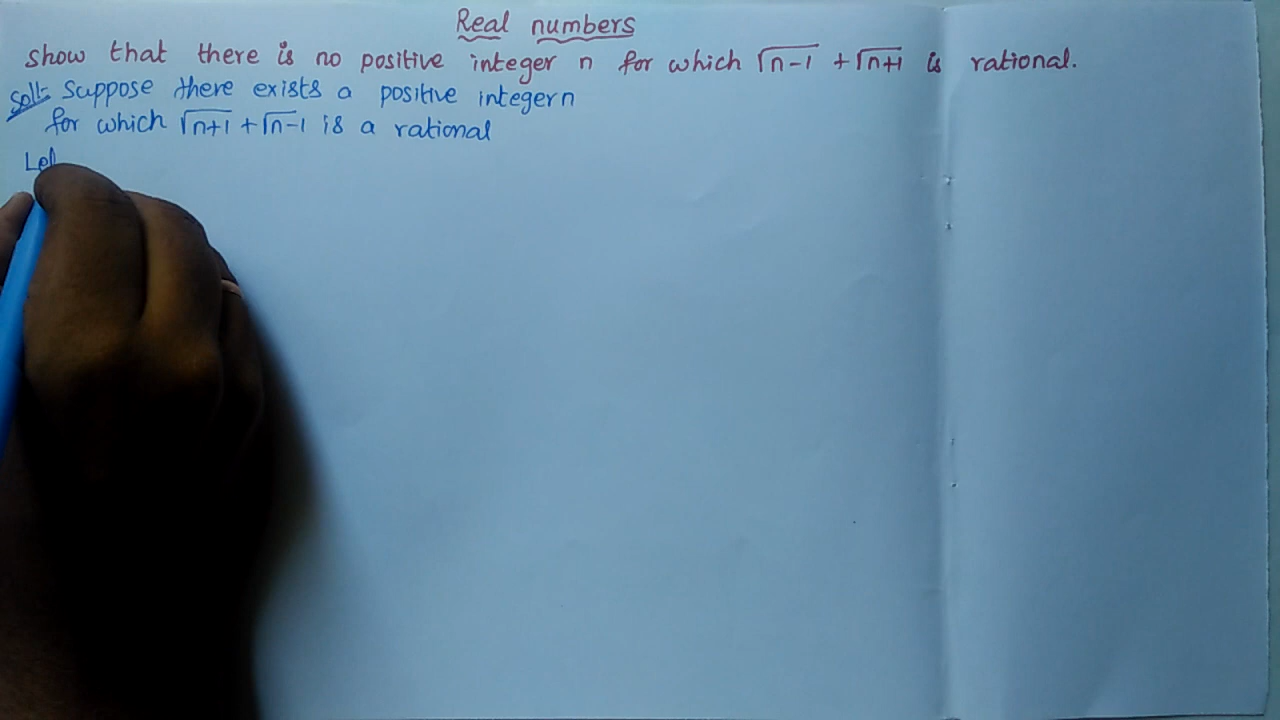 Real numbers
Show that there is no positive integer n for which √n-1 + √n+1 is rational.
Sol:- Suppose there exists a positive integer n
for which √n+1 + √n-1 is a rational
Let